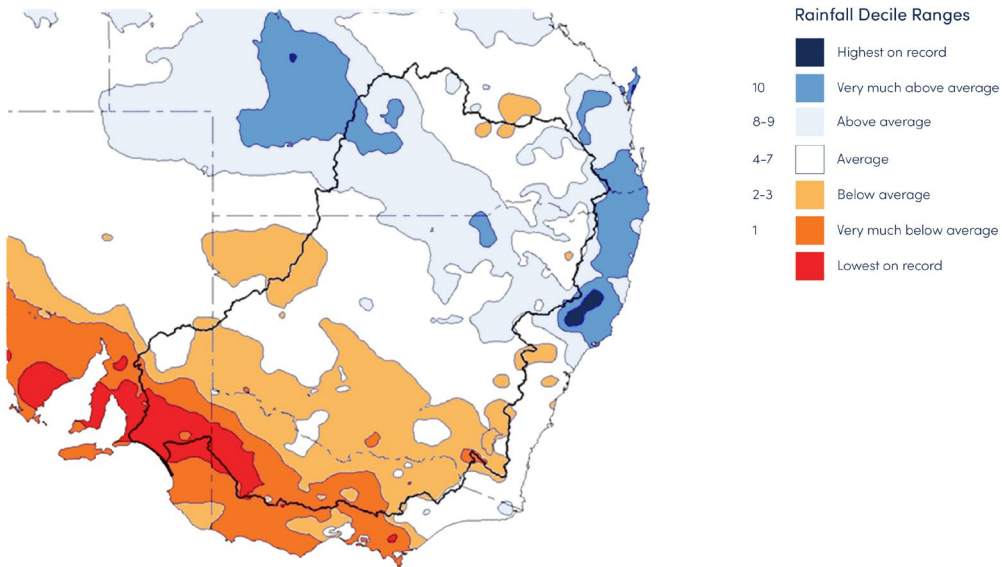 Rainfall Decile Ranges
Highest on record
10 Very much above average
8-9 Above average
4-7 Average
2-3 Below average
1 Very much below average
Lowest on record